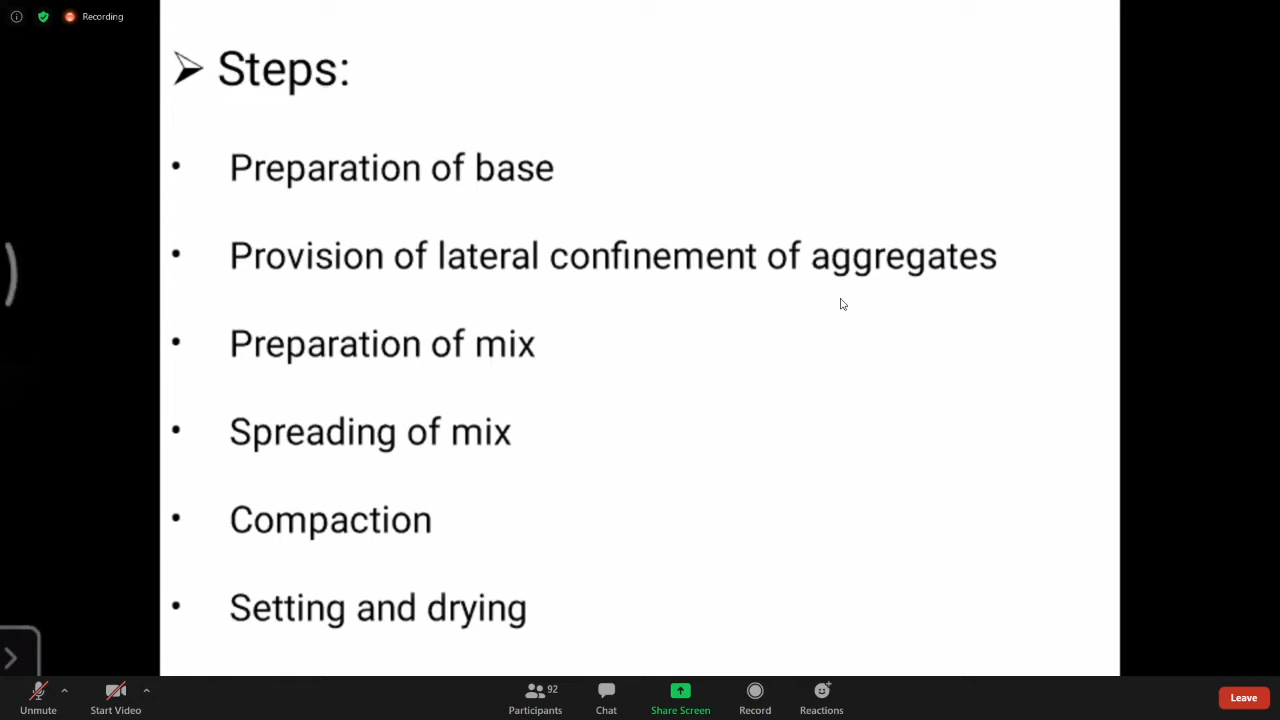 Recording
Steps:
Preparation of base
Provision of lateral confinement of aggregates
Preparation of mix
Spreading of mix
Compaction
Setting and drying
Unmute
Start Video
92
Participants
Chat
Share Screen
Record
Reactions
Leave